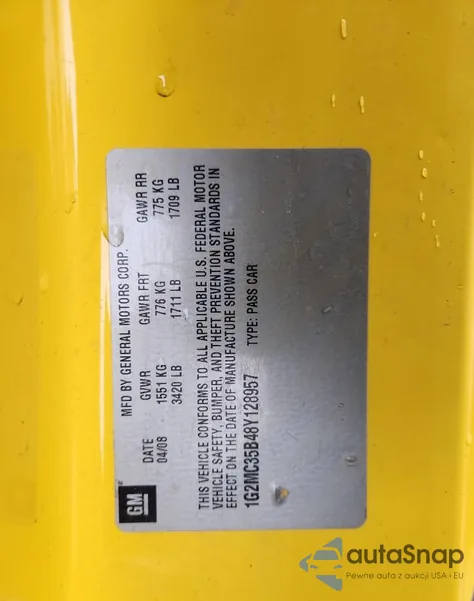 GM
MFD BY GENERAL MOTORS CORP.
DATE GVWR GAWR FRT GAWR RR
04/08 1551 KG 776 KG 775 KG
3420 LB 1711 LB 1709 LB
THIS VEHICLE CONFORMS TO ALL APPLICABLE U.S. FEDERAL MOTOR
VEHICLE SAFETY, BUMPER, AND THEFT PREVENTION STANDARDS IN
EFFECT ON THE DATE OF MANUFACTURE SHOWN ABOVE.
1G2MC35B48Y128957 TYPE: PASS CAR
autaSnap
Pewne auta z aukcji USA i EU